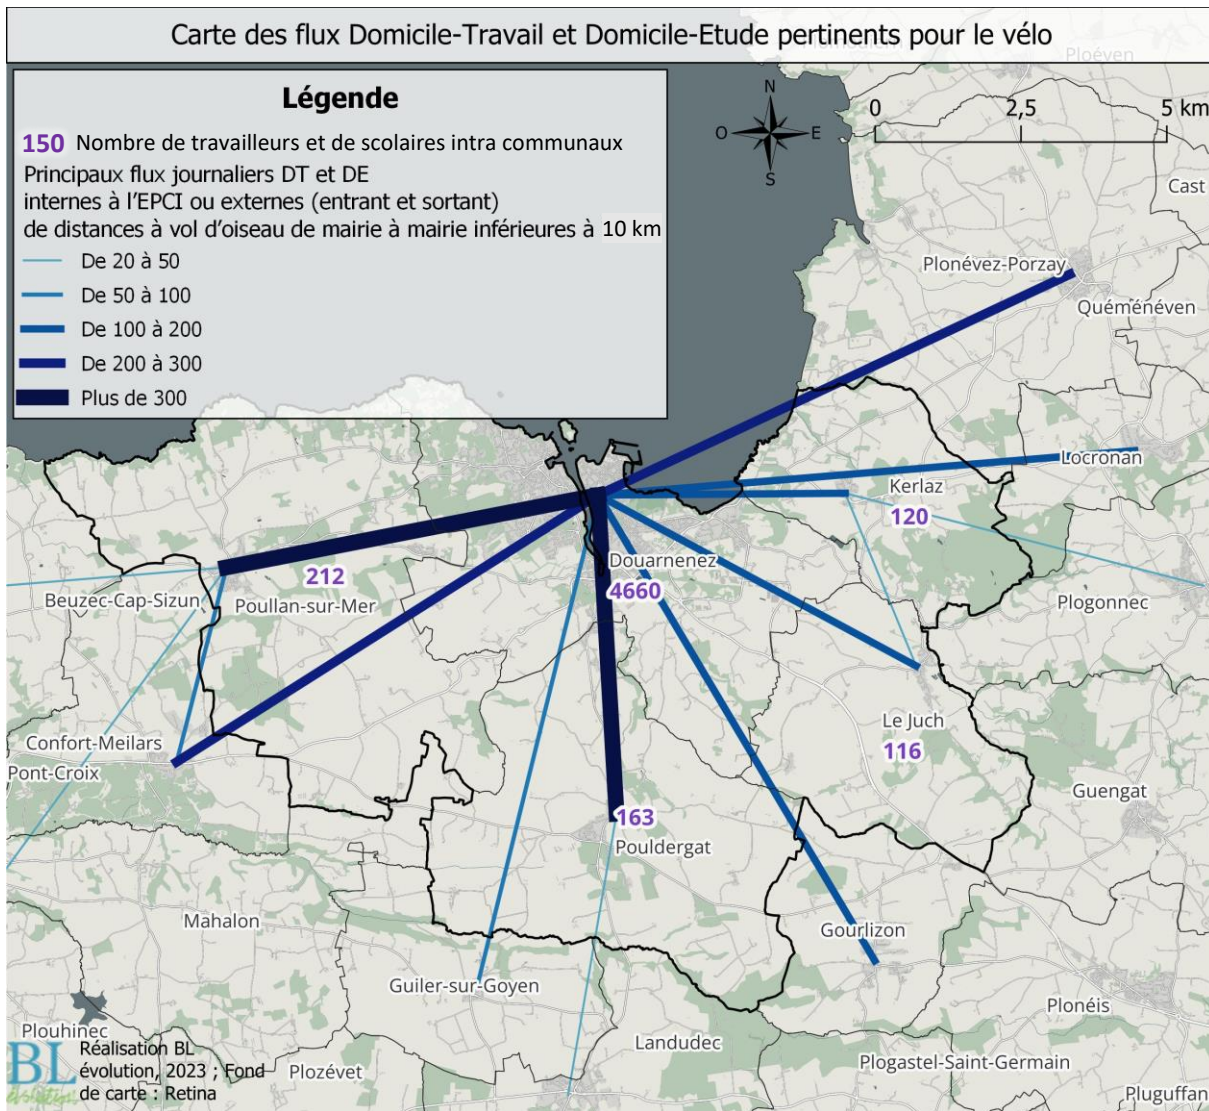 Carte des flux Domicile-Travail et Domicile-Etude pertinents pour le vélo
Ploéven
Légende
150 Nombre de travailleurs et de scolaires intra communaux
Principaux flux journaliers DT et DE
internes à l'EPCI ou externes (entrant et sortant)
de distances à vol d'oiseau de mairie à mairie inférieures à 10 km
De 20 à 50
De 50 à 100
De 100 à 200
De 200 à 300
Plus de 300
N
O
E
S
0
2,5
5 km
Cast
Plonévez-Porzay
Quéménéven
Locronan
Kerlaz
120
Douarnenez
4660
212
Beuzec-Cap-Sizun
Poullan-sur-Mer
Plogonnec
Le Juch
116
Confort-Meilars
Pont-Croix
Guengat
163
Pouldergat
Mahalon
Gourlizon
Guiler-sur-Goyen
Plonéis
Plouhinec
Landudec
Plogastel-Saint-Germain
Plozévet
Pluguffan
BL
évolution
Réalisation BL
évolution, 2023 ; Fond
de carte : Retina